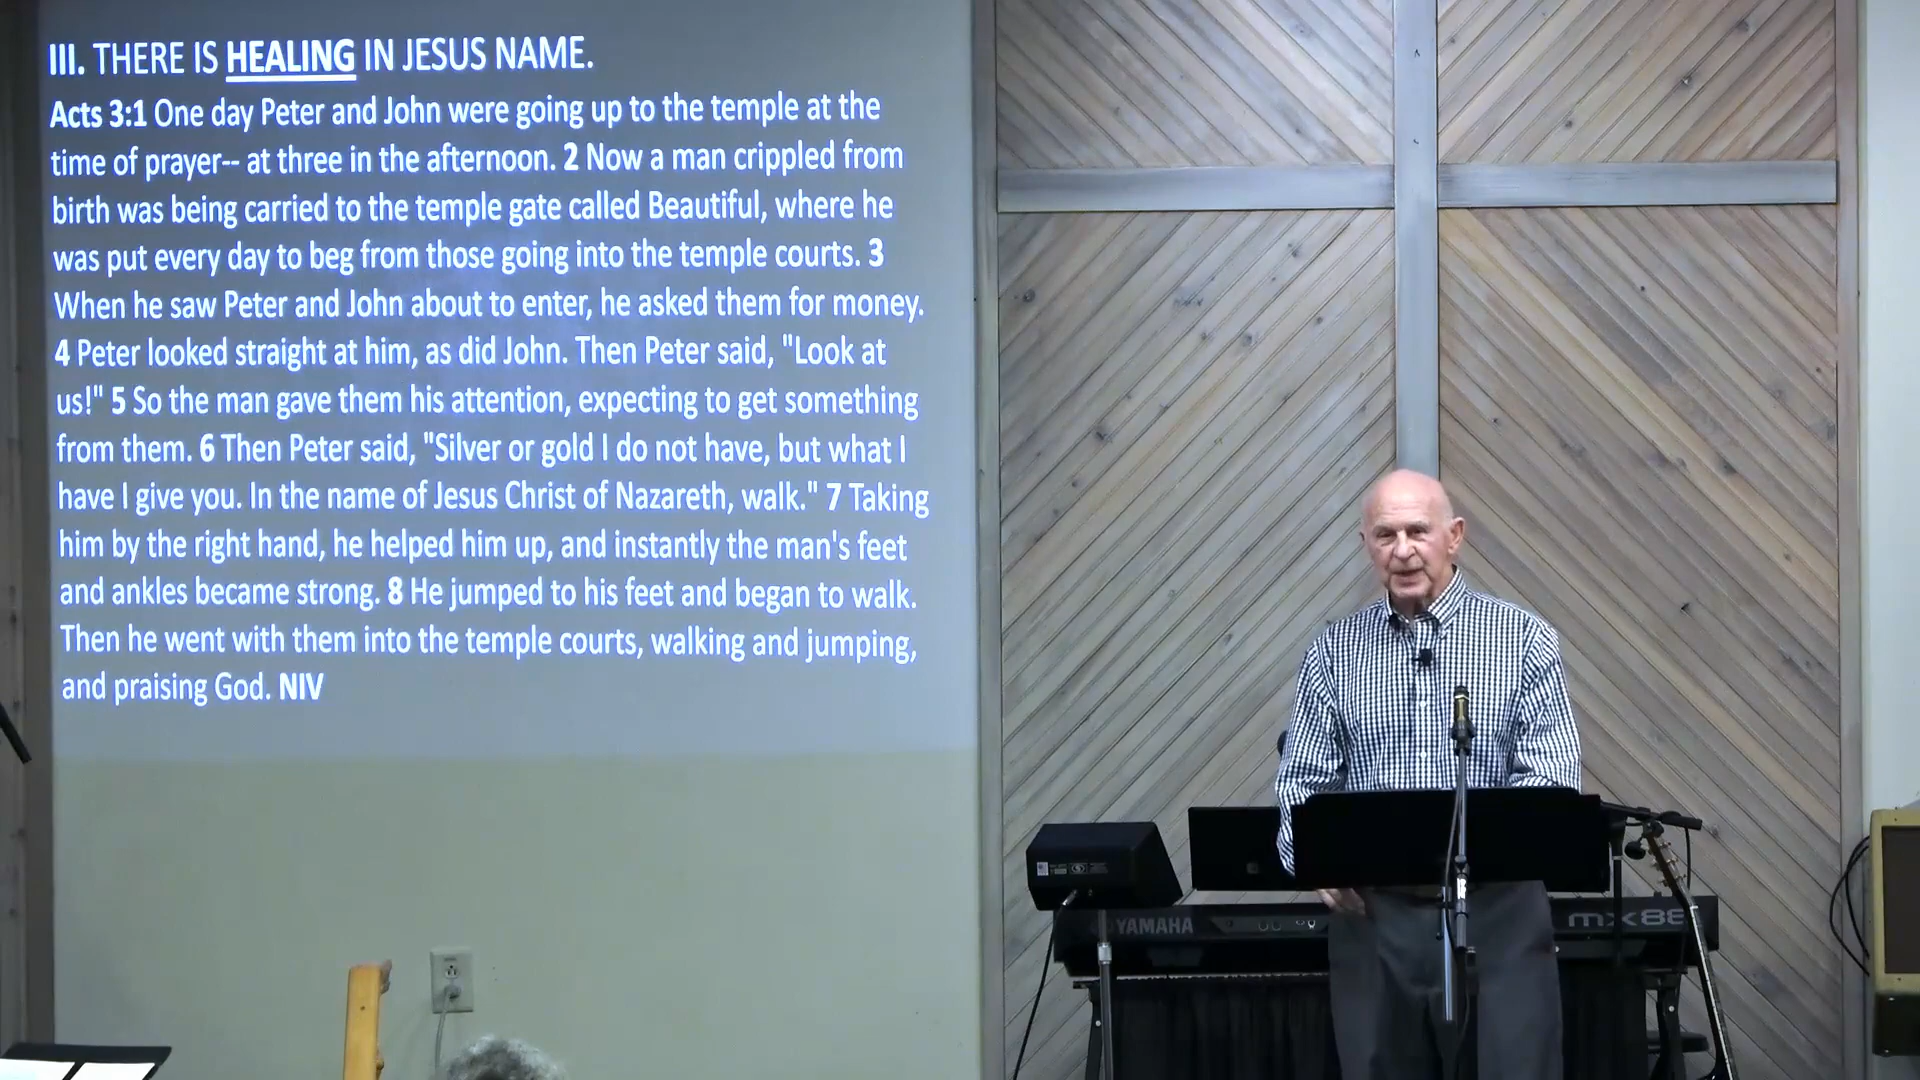 III. THERE IS HEALING IN JESUS NAME.
Acts 3:1 One day Peter and John were going up to the temple at the
time of prayer-- at three in the afternoon. 2 Now a man crippled from
birth was being carried to the temple gate called Beautiful, where he
was put every day to beg from those going into the temple courts. 3
When he saw Peter and John about to enter, he asked them for money.
4 Peter looked straight at him, as did John. Then Peter said, "Look at
us!" 5 So the man gave them his attention, expecting to get something
from them. 6 Then Peter said, "Silver or gold I do not have, but what I
have I give you. In the name of Jesus Christ of Nazareth, walk." 7 Taking
him by the right hand, he helped him up, and instantly the man's feet
and ankles became strong. 8 He jumped to his feet and began to walk.
Then he went with them into the temple courts, walking and jumping,
and praising God. NIV
YAMAHA
MX88